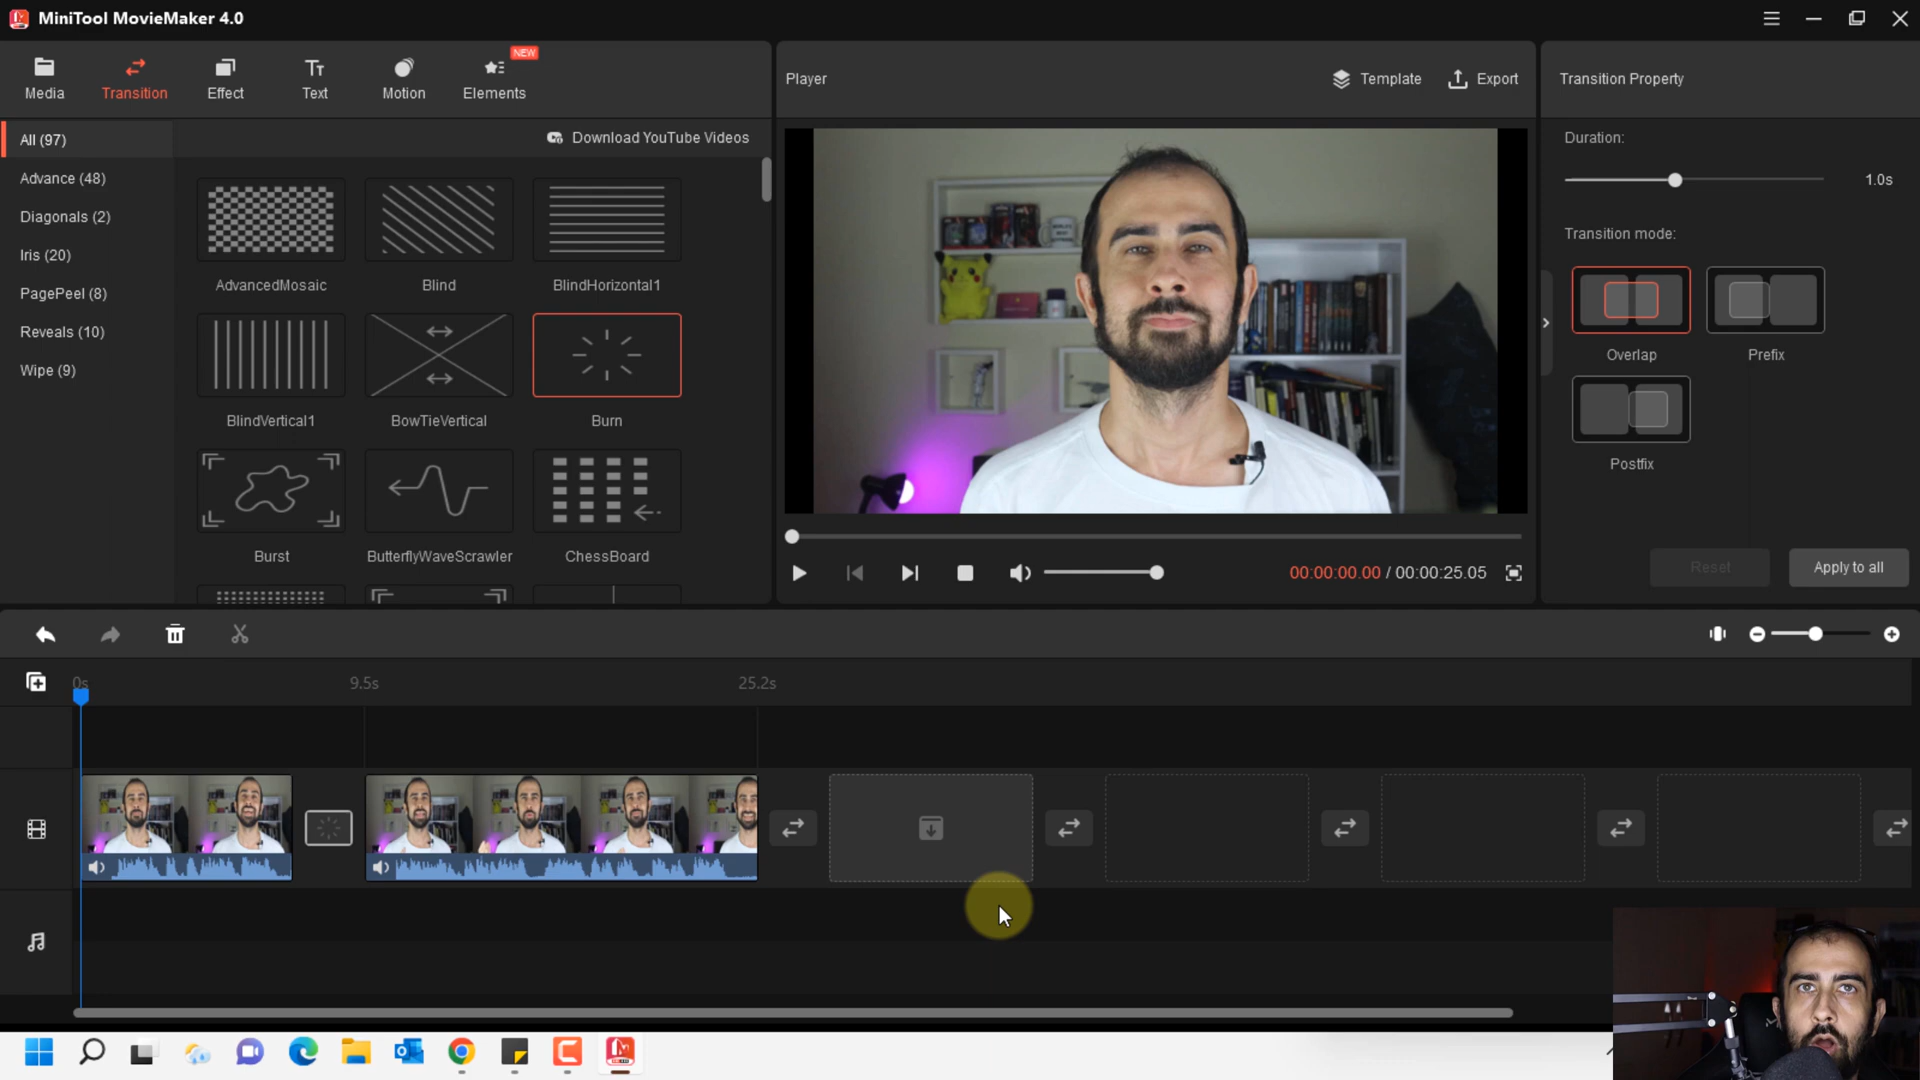 MiniTool MovieMaker 4.0
Media
Transition
Effect
Text
Motion
Elements
NEW
Player
Template
Export
Transition Property
All (97)
Advance (48)
Diagonals (2)
Iris (20)
PagePeel (8)
Reveals (10)
Wipe (9)
Download YouTube Videos
AdvancedMosaic
Blind
BlindHorizontal1
BlindVertical1
BowTieVertical
Burn
Burst
ButterflyWaveScrawler
ChessBoard
00:00:00.00 / 00:00:25.05
Duration:
1.0s
Transition mode:
Overlap
Prefix
Postfix
Reset
Apply to all
0s
9.5s
25.2s